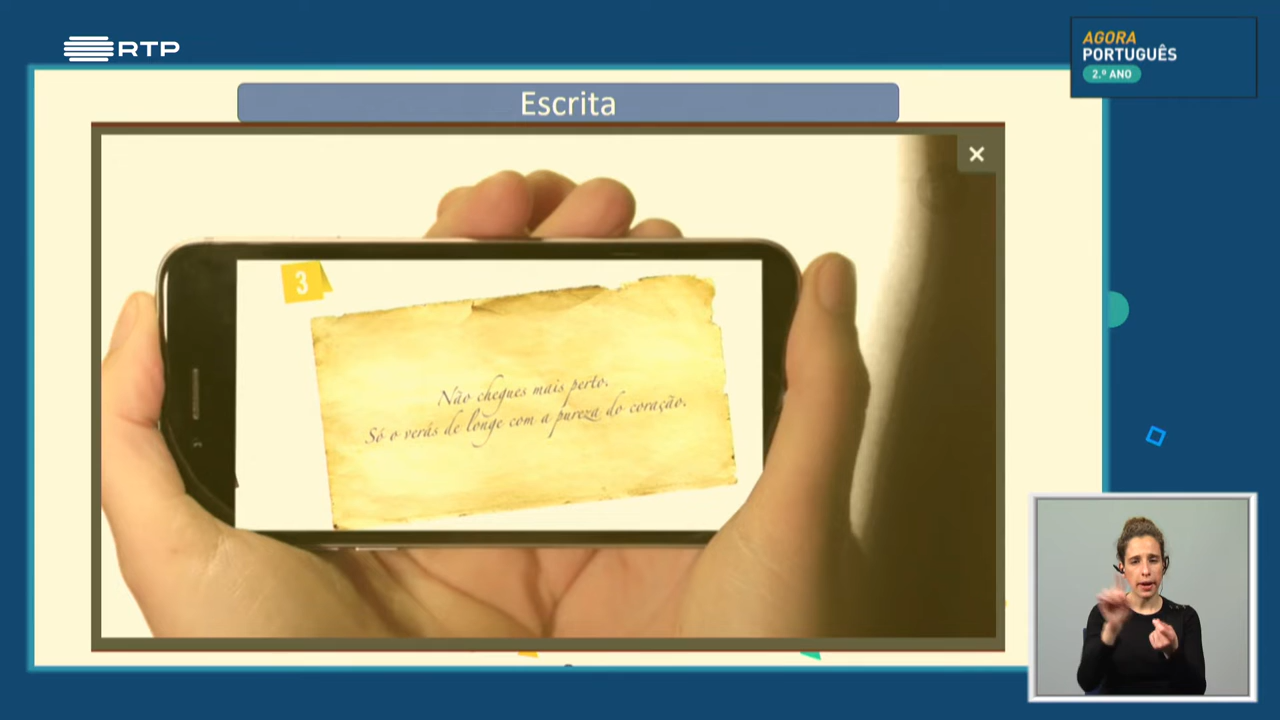 RTP
AGORA
PORTUGUÊS
2.º ANO
Escrita
3
Não chegues mais perto.
Só o verás de longe com a pureza do coração.